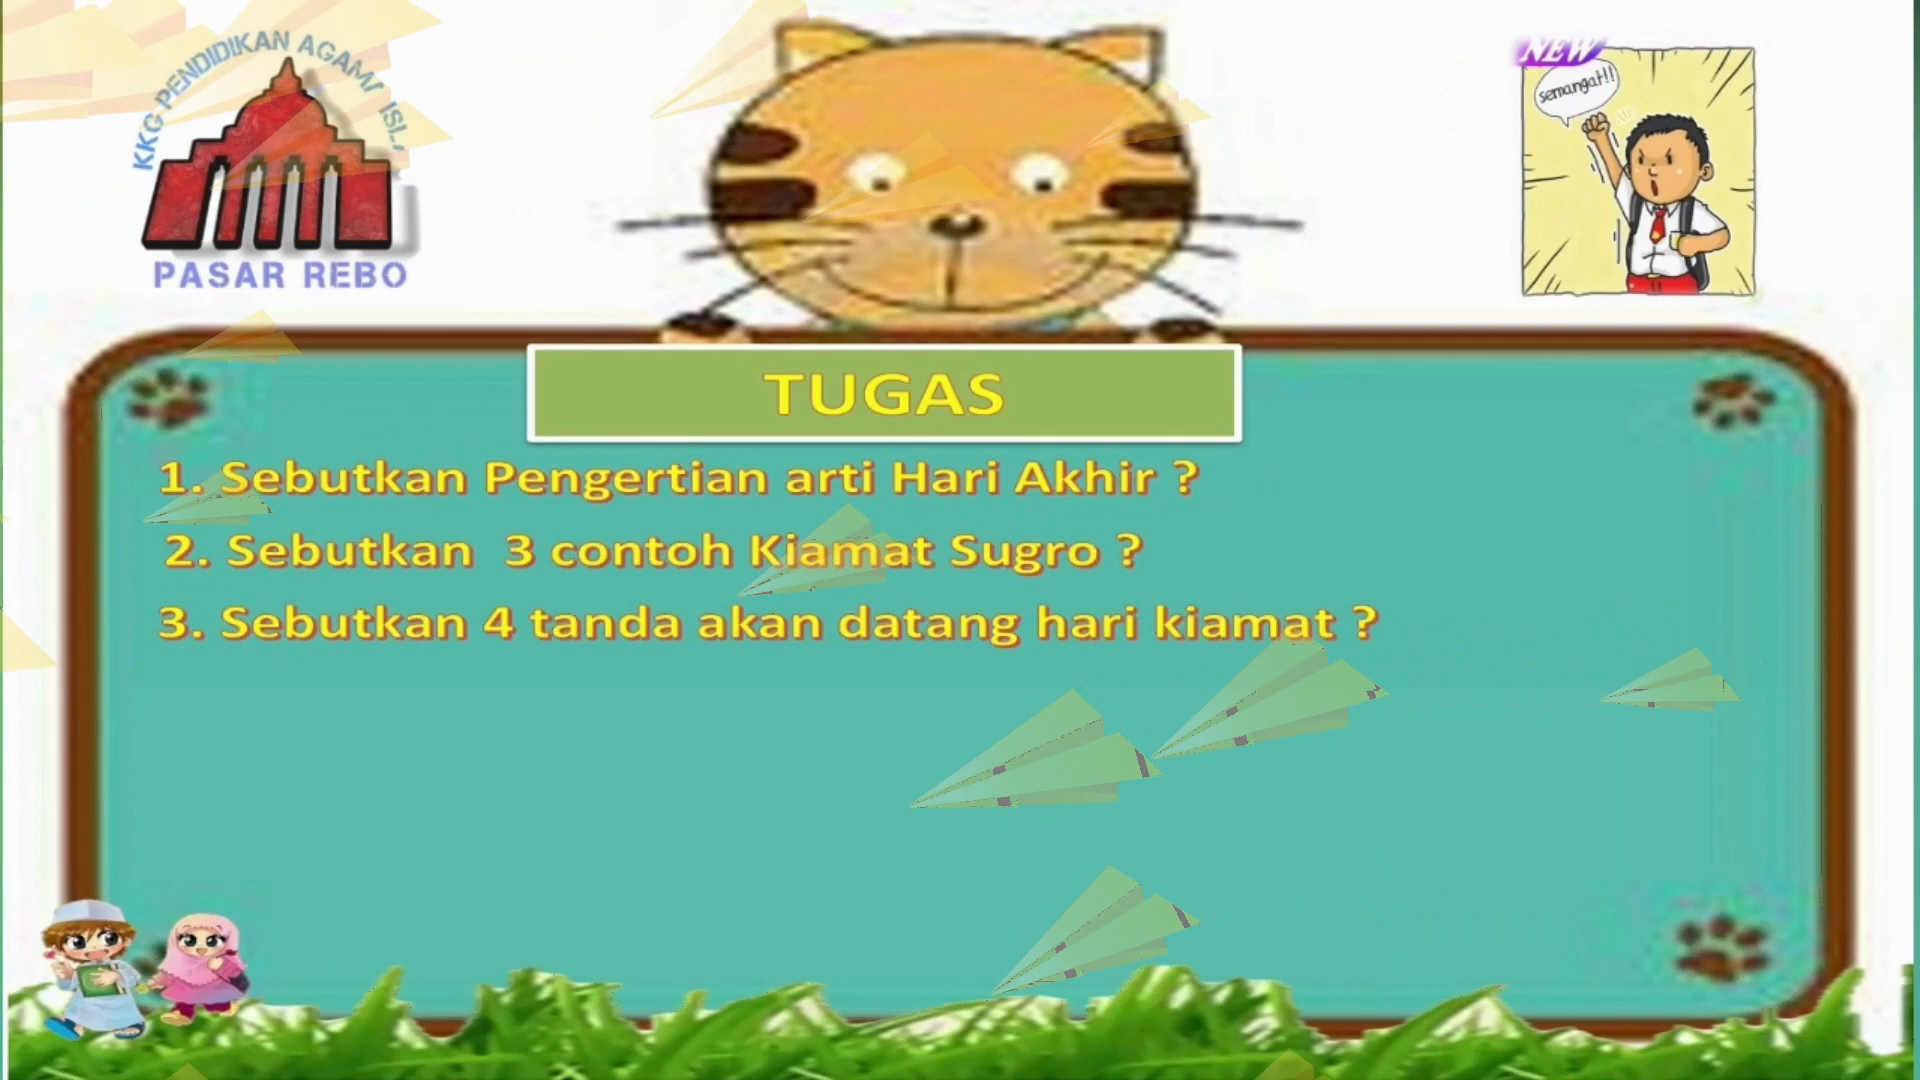 KKG PENDIDIKAN AGAMA ISL
PASAR REBO
NEW
semangat!!
TUGAS
1. Sebutkan Pengertian arti Hari Akhir ?
2. Sebutkan 3 contoh Kiamat Sugro ?
3. Sebutkan 4 tanda akan datang hari kiamat ?